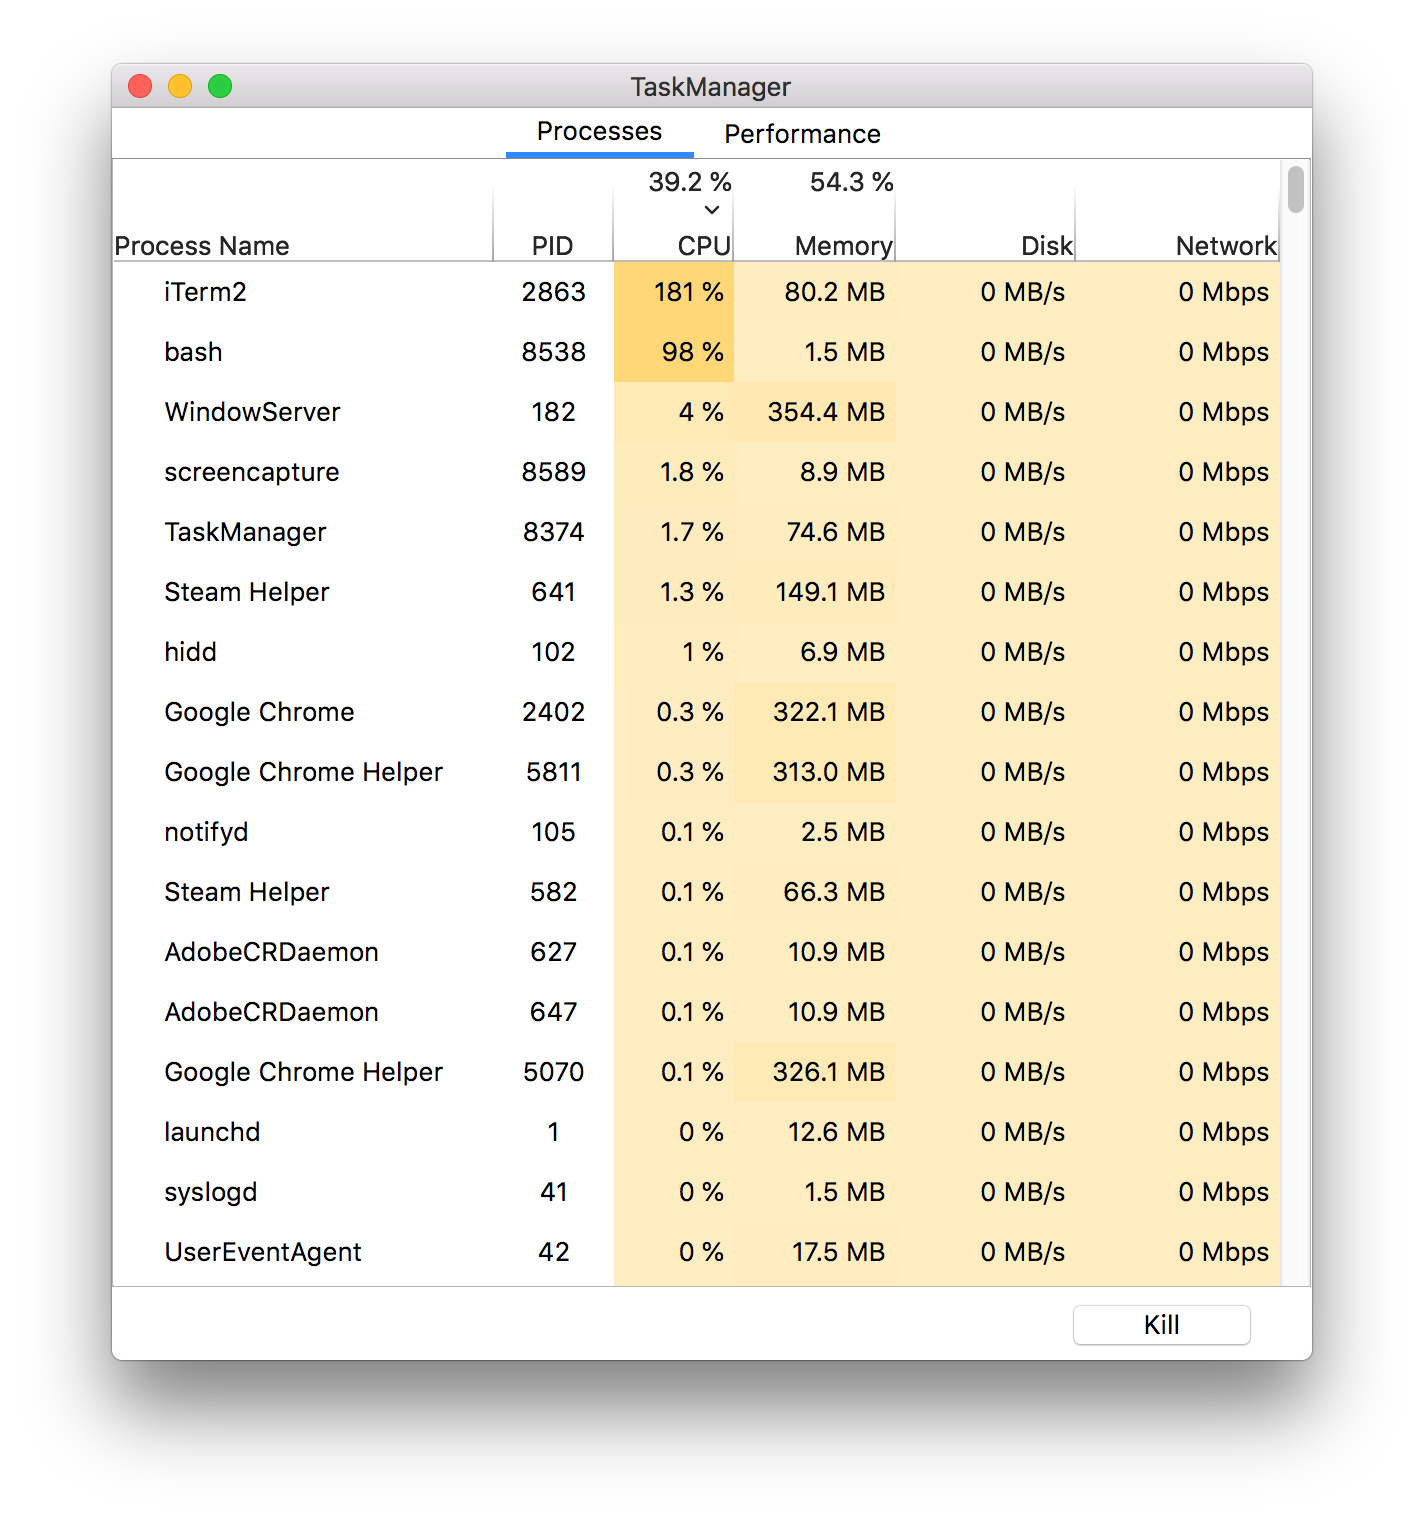 TaskManager
Processes Performance
39.2 % 54.3 %
Process Name PID CPU Memory Disk Network
iTerm2 2863 181 % 80.2 MB 0 MB/s 0 Mbps
bash 8538 98 % 1.5 MB 0 MB/s 0 Mbps
WindowServer 182 4 % 354.4 MB 0 MB/s 0 Mbps
screencapture 8589 1.8 % 8.9 MB 0 MB/s 0 Mbps
TaskManager 8374 1.7 % 74.6 MB 0 MB/s 0 Mbps
Steam Helper 641 1.3 % 149.1 MB 0 MB/s 0 Mbps
hidd 102 1 % 6.9 MB 0 MB/s 0 Mbps
Google Chrome 2402 0.3 % 322.1 MB 0 MB/s 0 Mbps
Google Chrome Helper 5811 0.3 % 313.0 MB 0 MB/s 0 Mbps
notifyd 105 0.1 % 2.5 MB 0 MB/s 0 Mbps
Steam Helper 582 0.1 % 66.3 MB 0 MB/s 0 Mbps
AdobeCRDaemon 627 0.1 % 10.9 MB 0 MB/s 0 Mbps
AdobeCRDaemon 647 0.1 % 10.9 MB 0 MB/s 0 Mbps
Google Chrome Helper 5070 0.1 % 326.1 MB 0 MB/s 0 Mbps
launchd 1 0 % 12.6 MB 0 MB/s 0 Mbps
syslogd 41 0 % 1.5 MB 0 MB/s 0 Mbps
UserEventAgent 42 0 % 17.5 MB 0 MB/s 0 Mbps
Kill